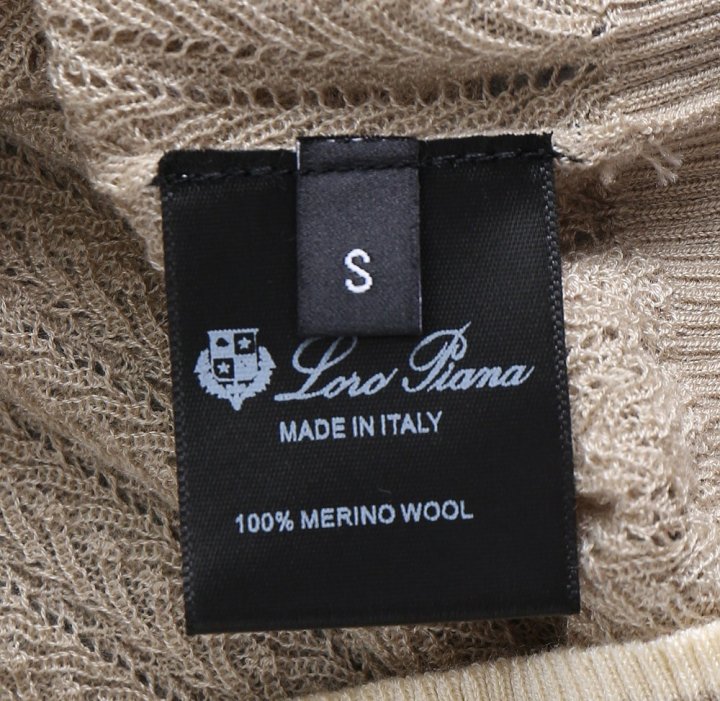 S
Loro Piana
MADE IN ITALY
100% MERINO WOOL